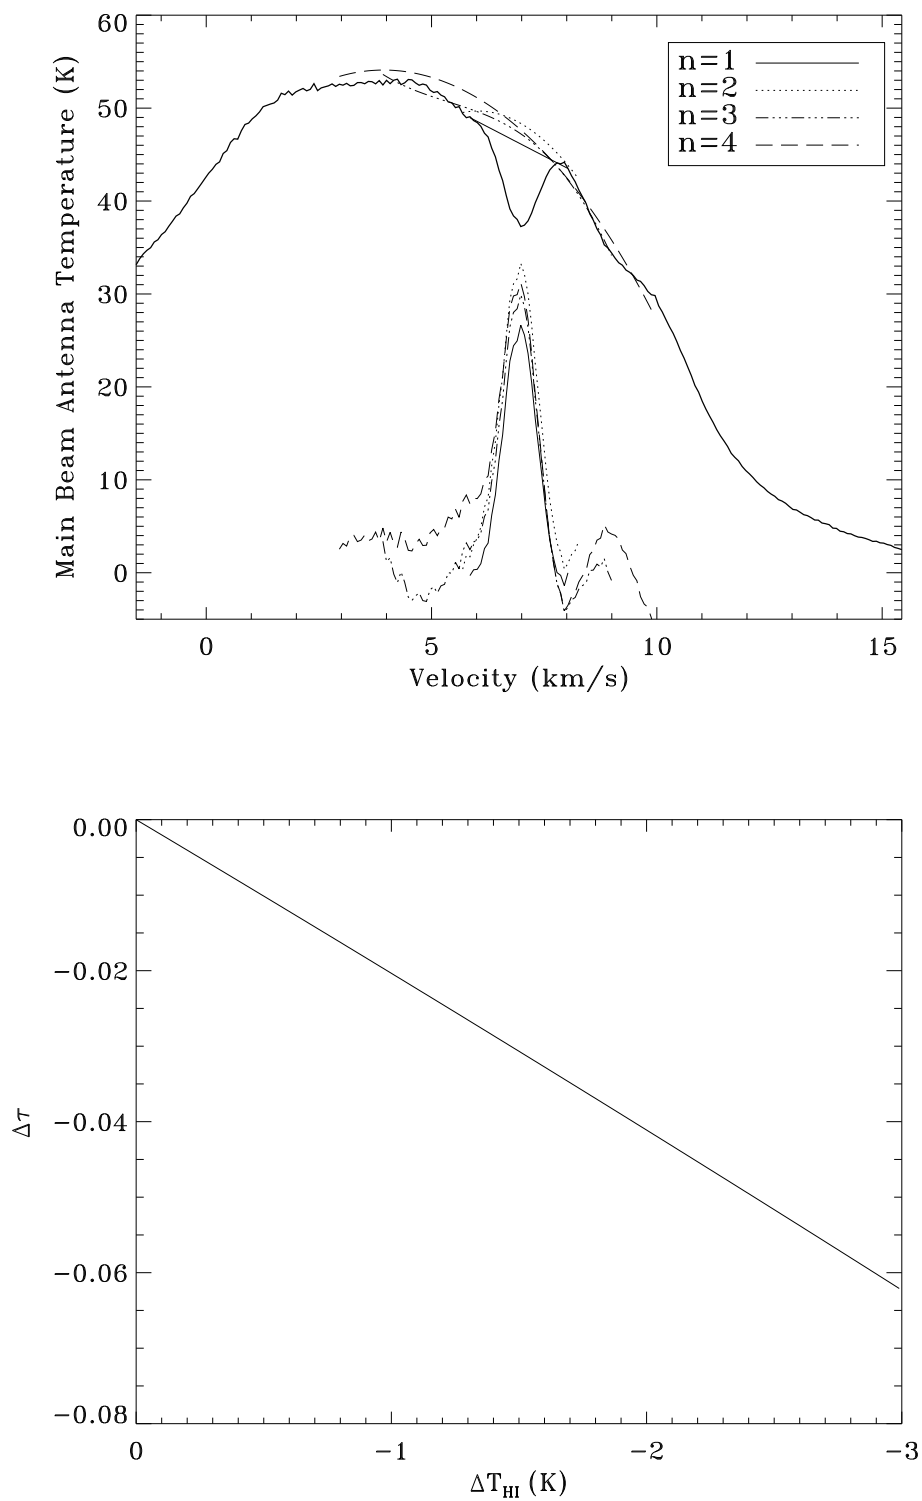 60
50
40
30
20
10
0
Main Beam Antenna Temperature (K)
n=1
n=2
n=3
n=4
0 5 10 15
Velocity (km/s)
0.00
−0.02
−0.04
−0.06
−0.08
Δτ
0 −1 −2 −3
ΔT_HI (K)